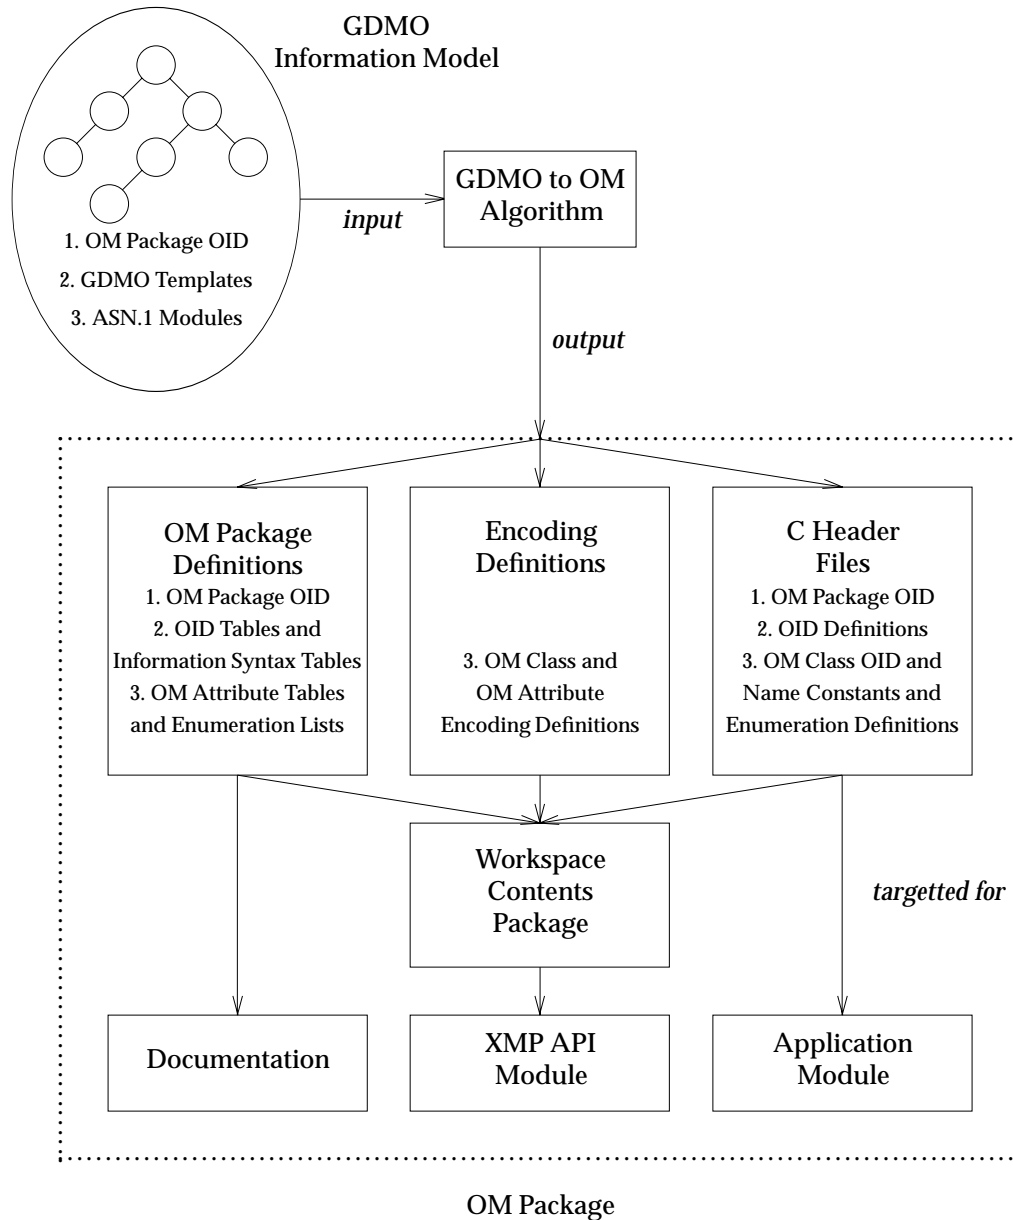 GDMO
Information Model
GDMO to OM
Algorithm
input
1. OM Package OID
2. GDMO Templates
3. ASN.1 Modules
output
OM Package
Definitions
1. OM Package OID
2. OID Tables and
Information Syntax Tables
3. OM Attribute Tables
and Enumeration Lists
Encoding
Definitions
3. OM Class and
OM Attribute
Encoding Definitions
C Header
Files
1. OM Package OID
2. OID Definitions
3. OM Class OID and
Name Constants and
Enumeration Definitions
Workspace
Contents
Package
targetted for
Documentation
XMP API
Module
Application
Module
OM Package